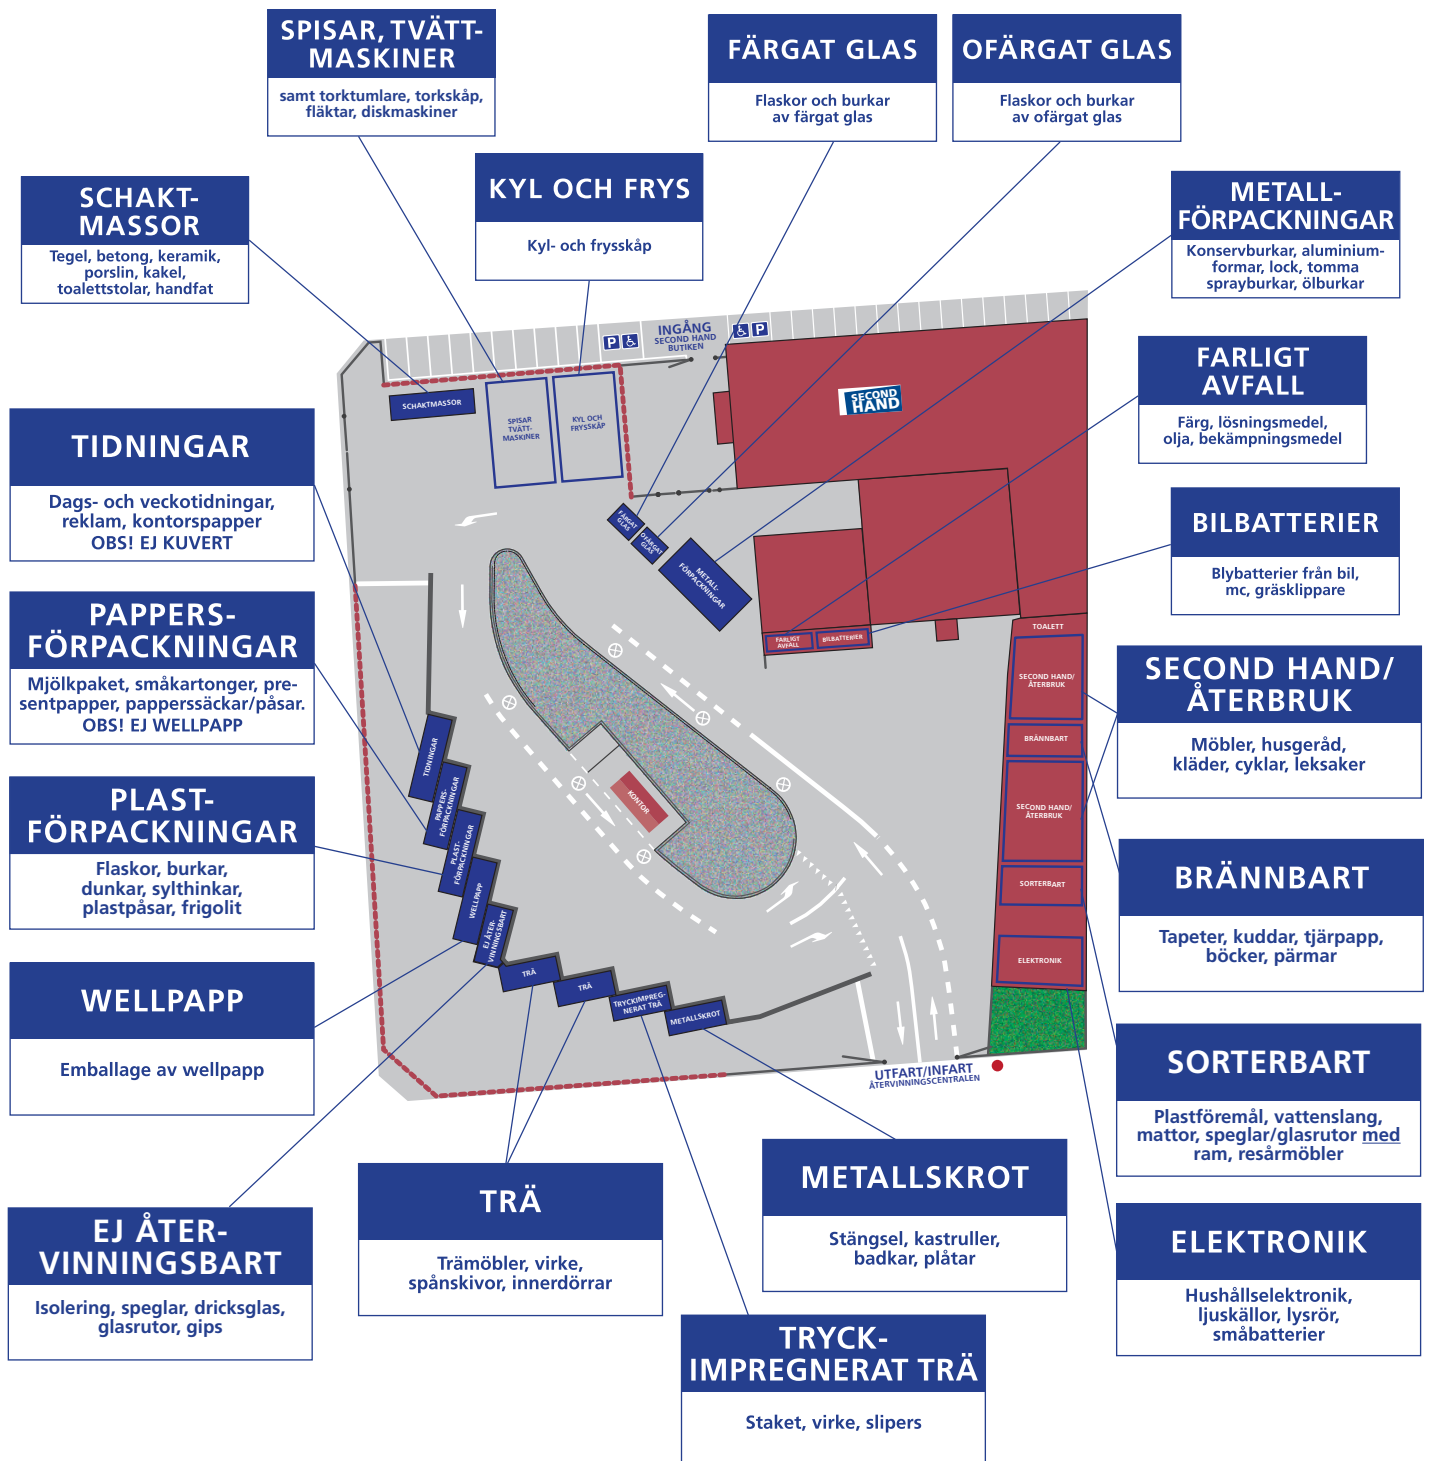 SPISAR, TVÄTT-
MASKINER
samt torktumlare, torkskåp,
fläktar, diskmaskiner
FÄRGAT GLAS
Flaskor och burkar
av färgat glas
OFÄRGAT GLAS
Flaskor och burkar
av ofärgat glas
KYL OCH FRYS
Kyl- och frysskåp
SCHAKT-
MASSOR
Tegel, betong, keramik,
porslin, kakel,
toalettstolar, handfat
METALL-
FÖRPACKNINGAR
Konservburkar, aluminium-
formar, lock, tomma
sprayburkar, ölburkar
FARLIGT
AVFALL
Färg, lösningsmedel,
olja, bekämpningsmedel
TIDNINGAR
Dags- och veckotidningar,
reklam, kontorspapper
OBS! EJ KUVERT
BILBATTERIER
Blybatterier från bil,
mc, gräsklippare
PAPPERS-
FÖRPACKNINGAR
Mjölkpaket, småkartonger, pre-
sentpapper, papperssäckar/påsar.
OBS! EJ WELLPAPP
SECOND HAND/
ÅTERBRUK
Möbler, husgeråd,
kläder, cyklar, leksaker
PLAST-
FÖRPACKNINGAR
Flaskor, burkar,
dunkar, sylthinkar,
plastpåsar, frigolit
BRÄNNBART
Tapeter, kuddar, tjärpapp,
böcker, pärmar
WELLPAPP
Emballage av wellpapp
SORTERBART
Plastföremål, vattenslang,
mattor, speglar/glasrutor med
ram, resårmöbler
EJ ÅTER-
VINNINGSBART
Isolering, speglar, dricksglas,
glasrutor, gips
TRÄ
Trämöbler, virke,
spånskivor, innerdörrar
METALLSKROT
Stängsel, kastruller,
badkar, plåtar
ELEKTRONIK
Hushållselektronik,
ljuskällor, lysrör,
småbatterier
TRYCK-
IMPREGNERAT TRÄ
Staket, virke, slipers
P
INGÅNG
SECOND HAND
BUTIKEN
P
SECOND
HAND
SCHAKTMASSOR
SPISAR
TVÄTT-
MASKINER
KYL OCH
FRYSSKÅP
FÄRGAT
GLAS
OFÄRGAT
GLAS
METALL-
FÖRPACKNINGAR
FARLIGT
AVFALL
BILBATTERIER
TOALETT
SECOND HAND/
ÅTERBRUK
BRÄNNBART
SECOND HAND/
ÅTERBRUK
SORTERBART
ELEKTRONIK
KONTOR
TIDNINGAR
PAPPERS-
FÖRPACKNINGAR
PLAST-
FÖRPACKNINGAR
WELLPAPP
EJ ÅTER-
VINNINGSBART
TRÄ
TRÄ
TRYCKIMPREG-
NERAT TRÄ
METALLSKROT
UTFART/INFART
ÅTERVINNINGSCENTRALEN